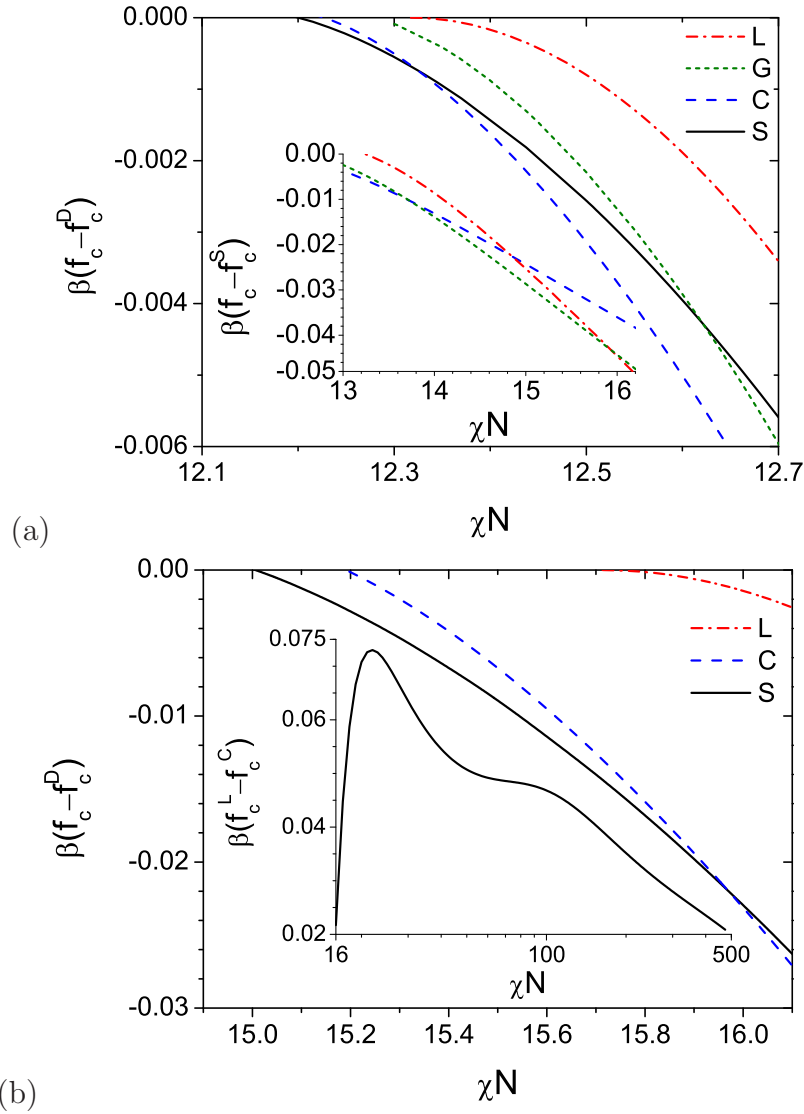 0.000
-0.002
-0.004
-0.006
β(f_c–f_c^D)
L
G
C
S
0.00
-0.01
-0.02
-0.03
-0.04
-0.05
β(f_c–f_c^S)
13 14 15 16
χN
12.1 12.3 12.5 12.7
χN
(a)
0.00
-0.01
-0.02
-0.03
β(f_c–f_c^D)
L
C
S
0.075
0.06
0.04
0.02
β(f_c^L–f_c^C)
16 100 500
χN
15.0 15.2 15.4 15.6 15.8 16.0
χN
(b)